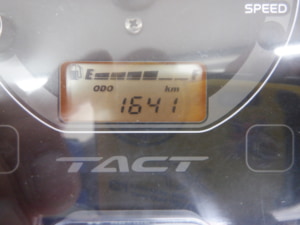 SPEED
E F
ODO km
1641
TACT